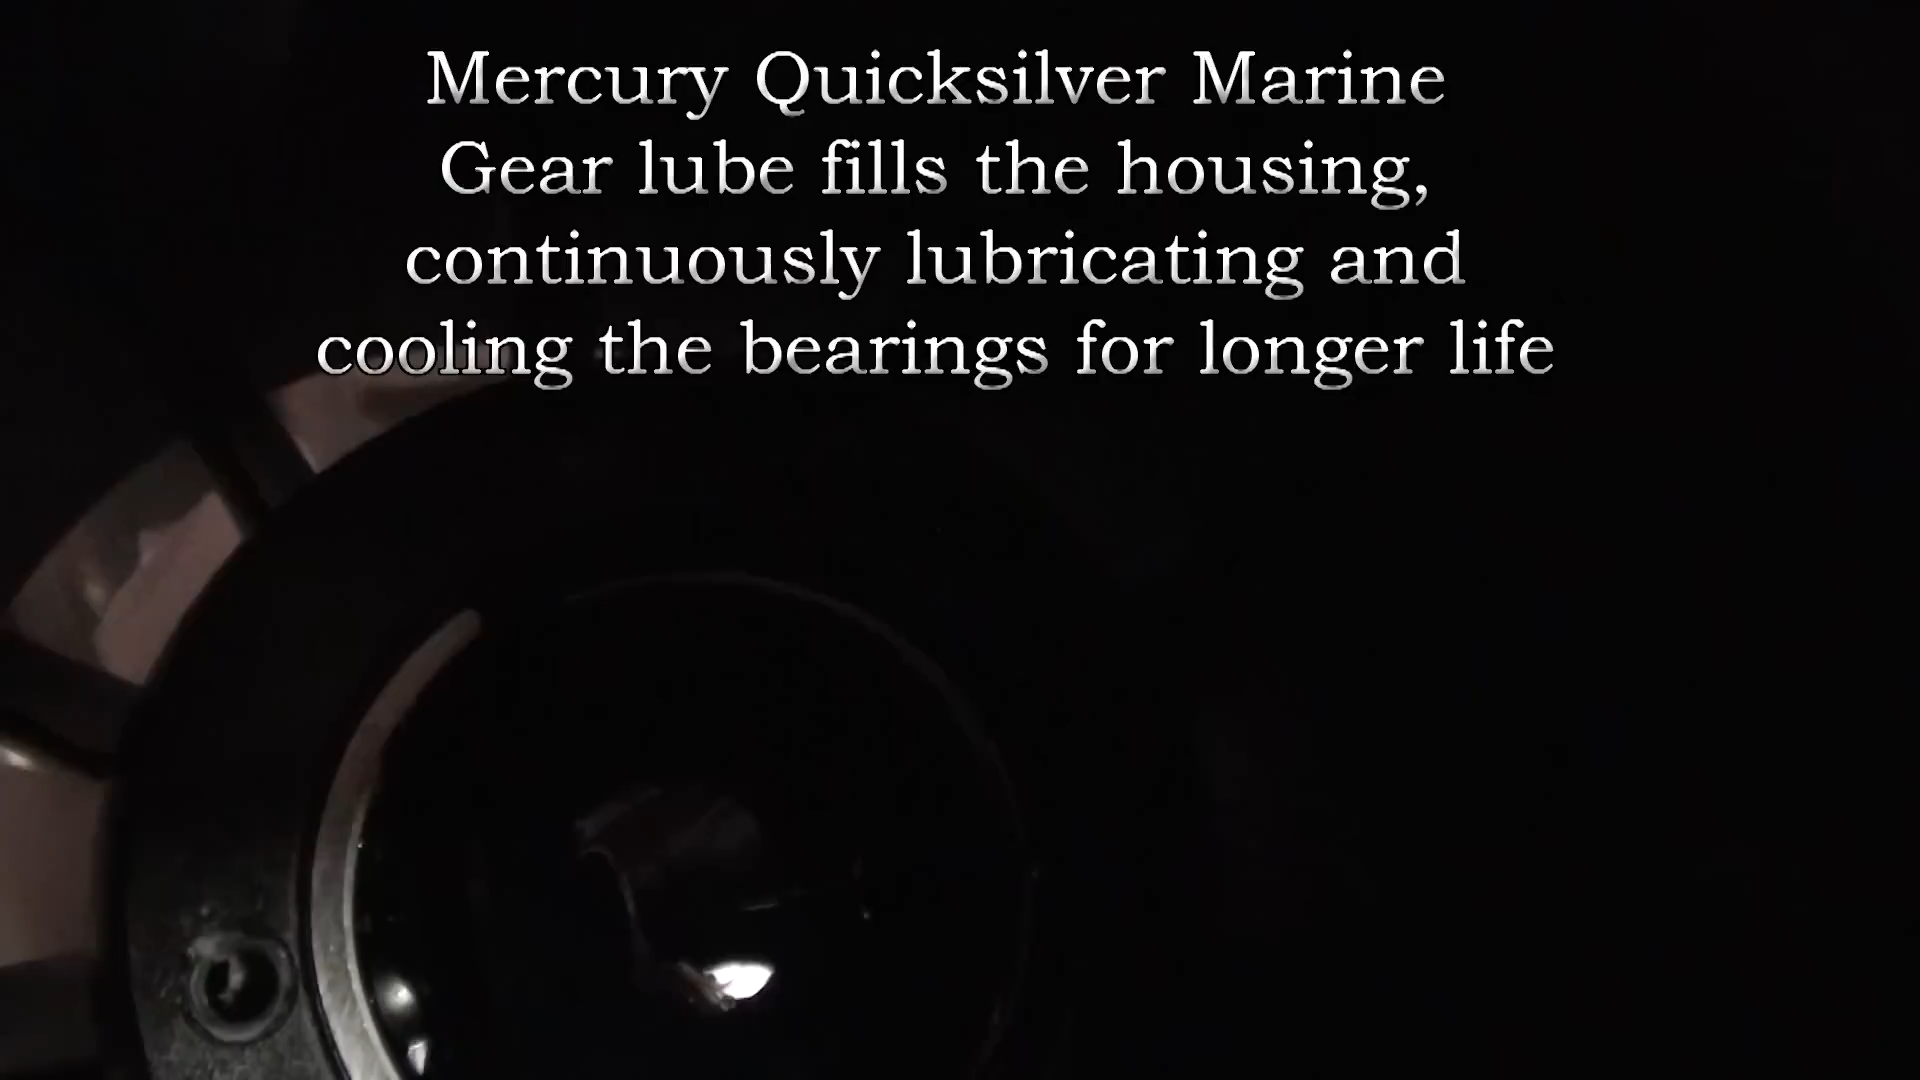 Mercury Quicksilver Marine
Gear lube fills the housing,
continuously lubricating and
cooling the bearings for longer life